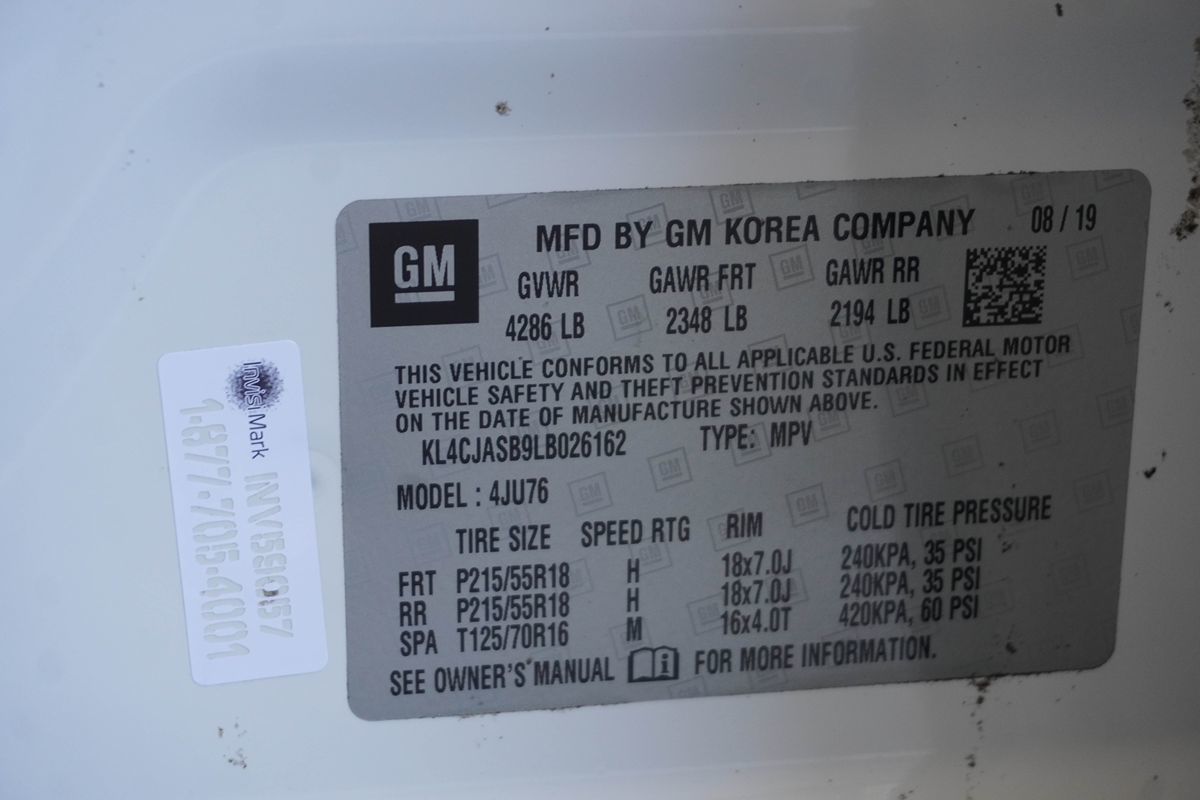 GM
MFD BY GM KOREA COMPANY 08 / 19
GVWR GAWR FRT GAWR RR
4286 LB 2348 LB 2194 LB
THIS VEHICLE CONFORMS TO ALL APPLICABLE U.S. FEDERAL MOTOR
VEHICLE SAFETY AND THEFT PREVENTION STANDARDS IN EFFECT
ON THE DATE OF MANUFACTURE SHOWN ABOVE.
KL4CJASB9LB026162 TYPE: MPV
MODEL : 4JU76
TIRE SIZE SPEED RTG RIM COLD TIRE PRESSURE
FRT P215/55R18 H 18x7.0J 240KPA, 35 PSI
RR P215/55R18 H 18x7.0J 240KPA, 35 PSI
SPA T125/70R16 M 16x4.0T 420KPA, 60 PSI
SEE OWNER'S MANUAL FOR MORE INFORMATION.
InvisiMark
INV159057
1-877-705-4001